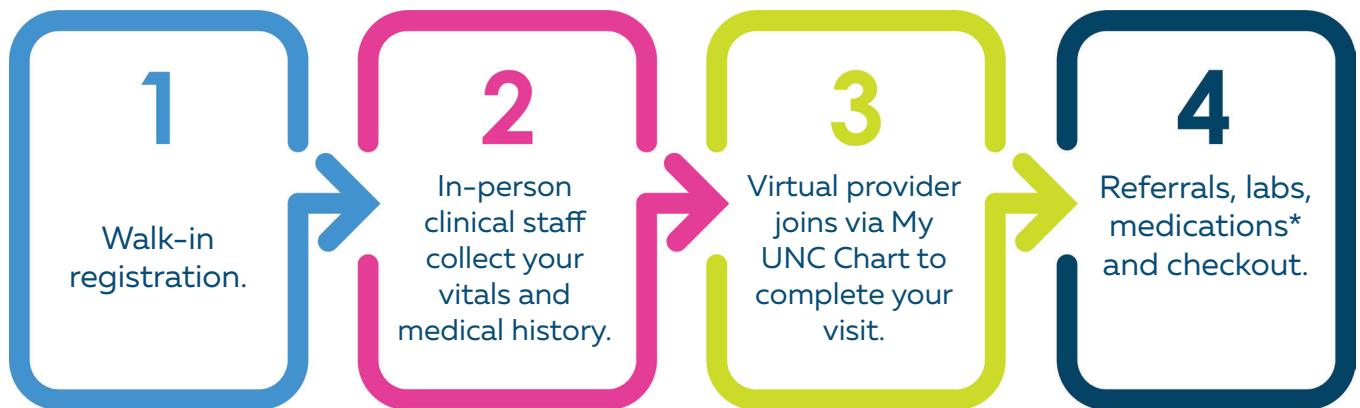 1
Walk-in
registration.
2
In-person
clinical staff
collect your
vitals and
medical history.
3
Virtual provider
joins via My
UNC Chart to
complete your
visit.
4
Referrals, labs,
medications*
and checkout.